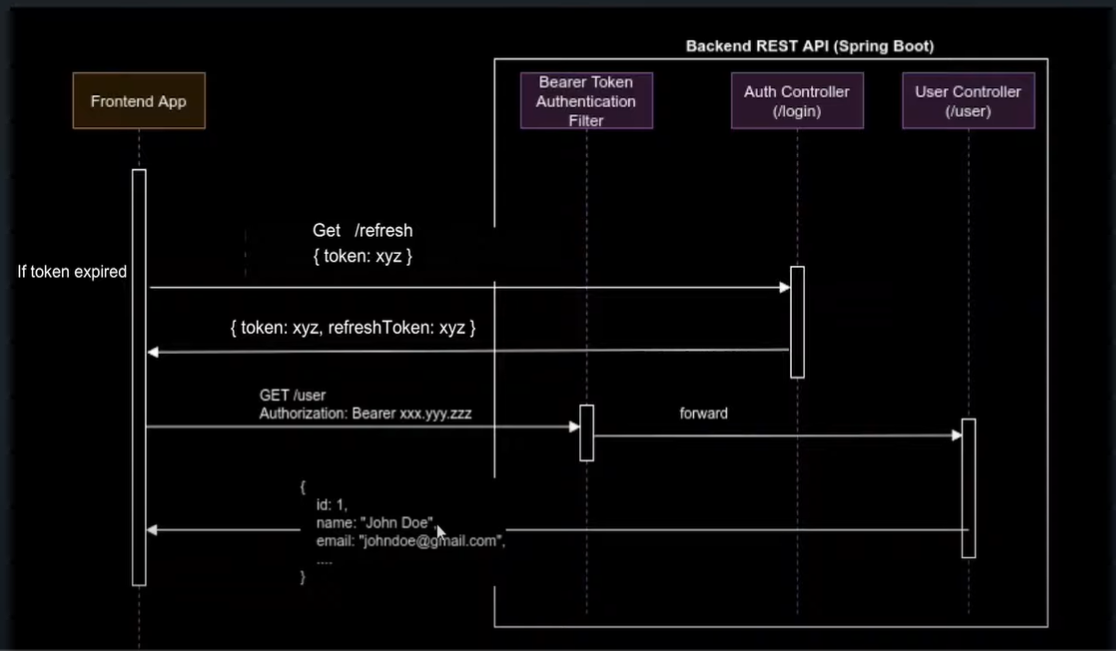 Backend REST API (Spring Boot)
Frontend App
Bearer Token
Authentication
Filter
Auth Controller
(/login)
User Controller
(/user)
Get /refresh
{ token: xyz }
If token expired
{ token: xyz, refreshToken: xyz }
GET /user
Authorization: Bearer xxx.yyy.zzz
forward
{
id: 1,
name: "John Doe",
email: "johndoe@gmail.com",
....
}